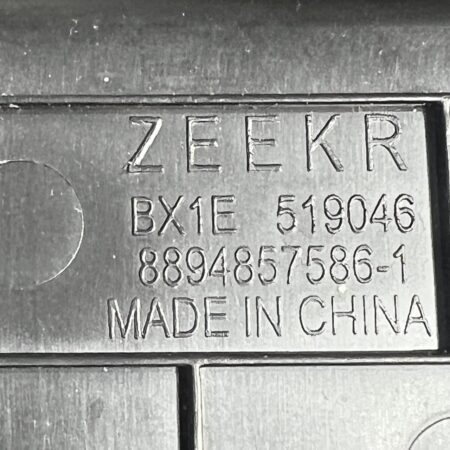 ZEEKR
BX1E 519046
8894857586-1
MADE IN CHINA